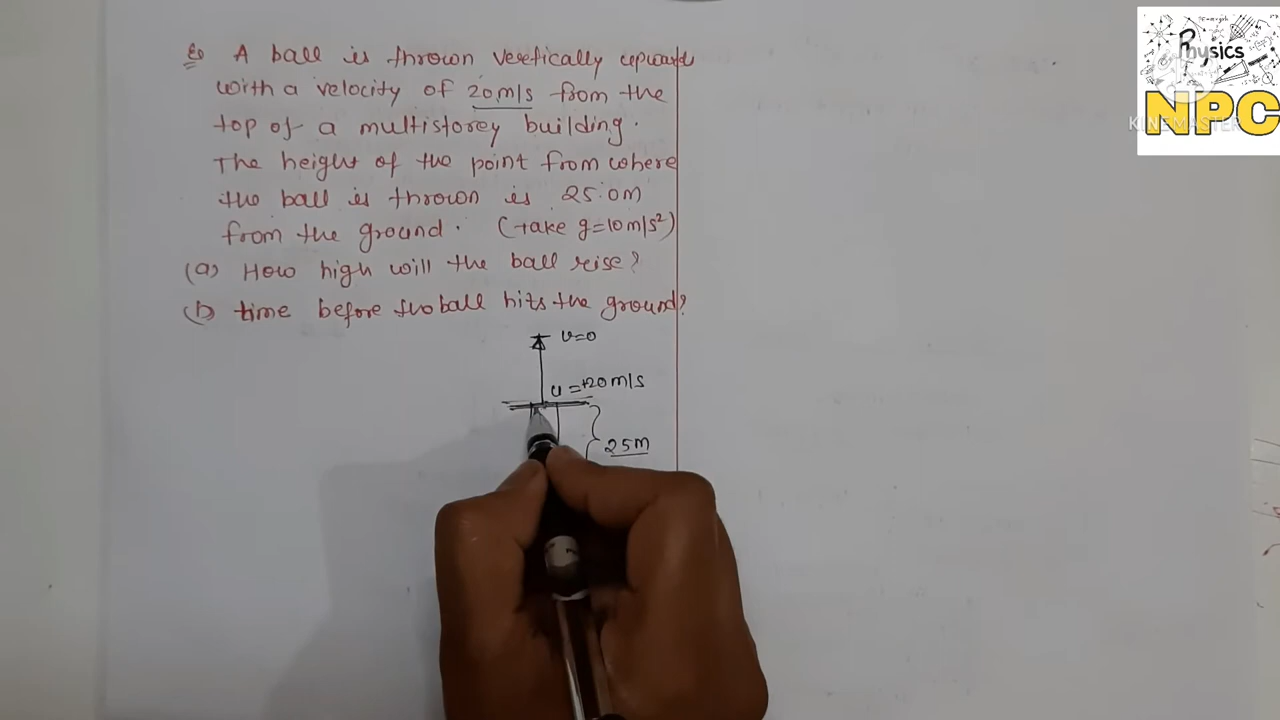 Ex A ball is thrown vertically upward
with a velocity of 20m/s from the
top of a multistorey building.
The height of the point from where
the ball is thrown is 25.0m
from the ground. (take g=10m/s²)
(a) How high will the ball rise?
(b) time before the ball hits the ground?
v=0
u=+20m/s
25m
Physics
NPC
KINEMASTER